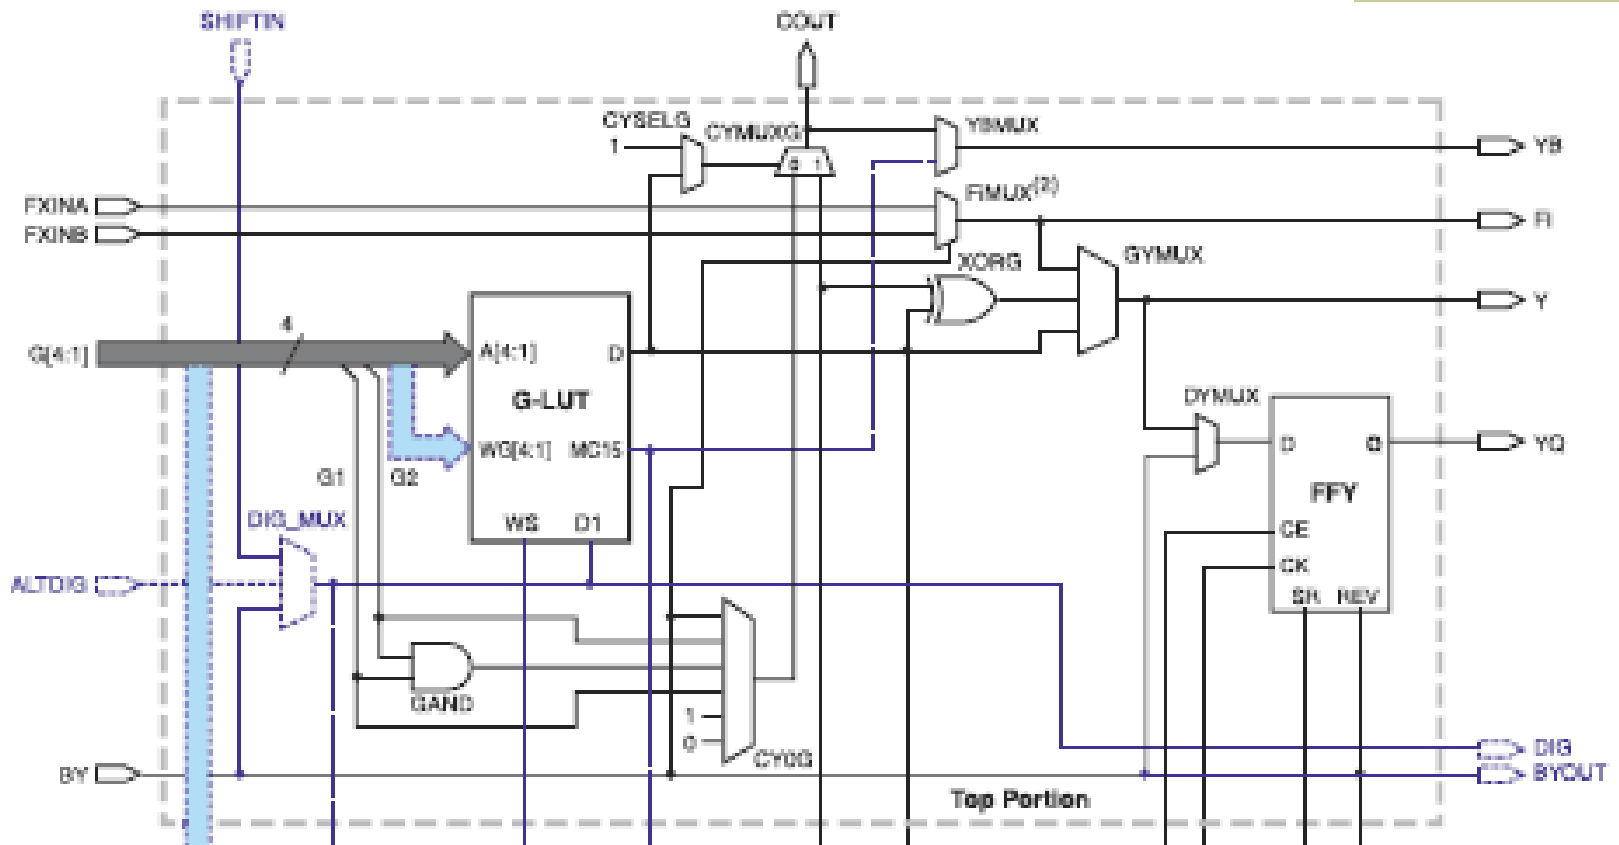 SHIFTIN
COUT
CYSELG
CYMUXG
YBMUX
1
0 1
YB
FXINA
FIMUX(2)
FI
FXINB
XORG
GYMUX
Y
4
G[4:1]
A[4:1]
D
G-LUT
DYMUX
WG[4:1]
MC15
D
Q
YQ
G1
G2
FFY
DIG_MUX
WS
D1
CE
CK
ALTDIG
SR
REV
GAND
1
0
CY0G
DIG
BY
BYOUT
Top Portion